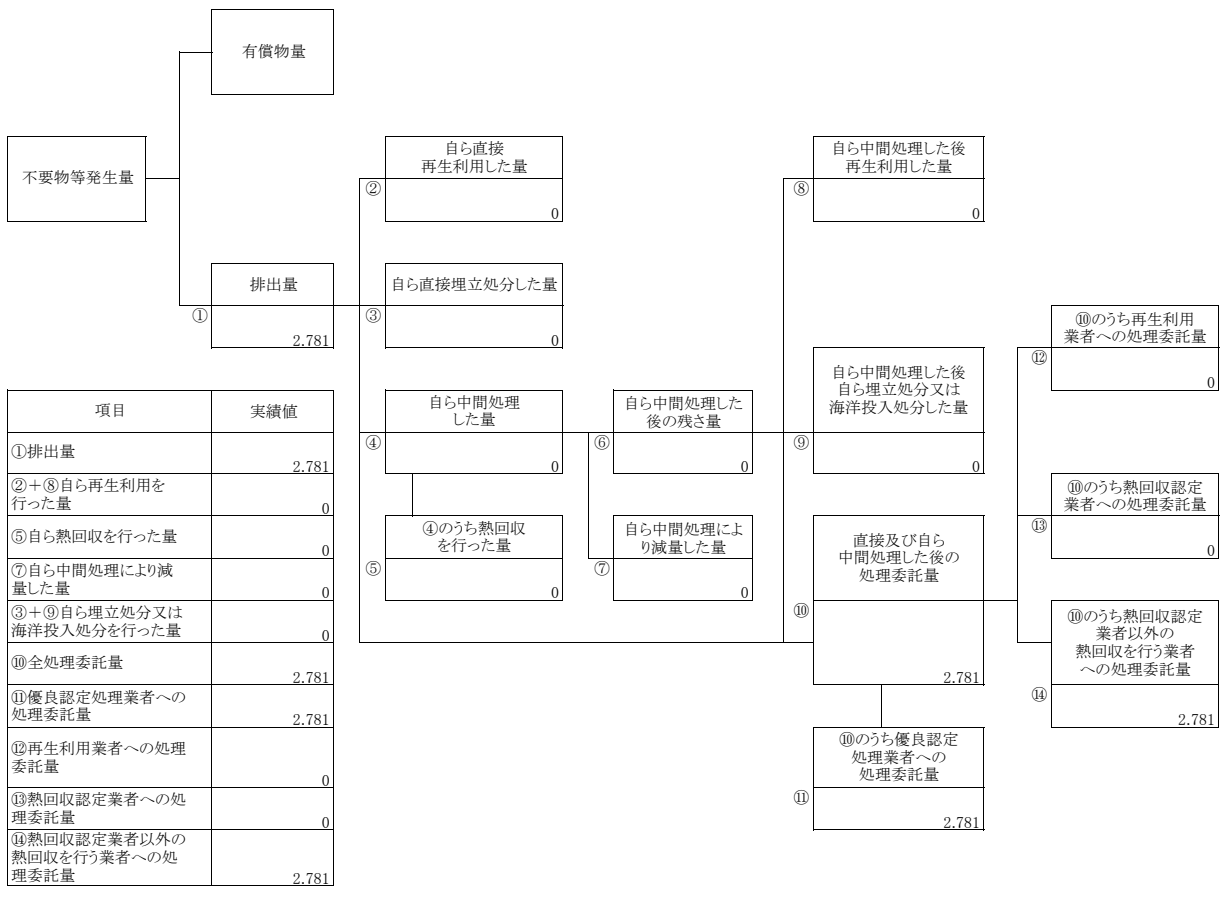 有償物量
不要物等発生量
排出量
①
2.781
自ら直接
再生利用した量
②
0
自ら直接埋立処分した量
③
0
自ら中間処理
した量
④
0
④のうち熱回収
を行った量
⑤
0
自ら中間処理した
後の残さ量
⑥
0
自ら中間処理によ
り減量した量
⑦
0
自ら中間処理した後
再生利用した量
⑧
0
自ら中間処理した後
自ら埋立処分又は
海洋投入処分した量
⑨
0
直接及び自ら
中間処理した後の
処理委託量
⑩
2.781
⑩のうち優良認定
処理業者への
処理委託量
⑪
2.781
⑩のうち再生利用
業者への処理委託量
⑫
0
⑩のうち熱回収認定
業者への処理委託量
⑬
0
⑩のうち熱回収認定
業者以外の
熱回収を行う業者
への処理委託量
⑭
2.781
項目 実績値
①排出量
2.781
②＋⑧自ら再生利用を
行った量
0
⑤自ら熱回収を行った量
0
⑦自ら中間処理により減
量した量
0
③＋⑨自ら埋立処分又は
海洋投入処分を行った量
0
⑩全処理委託量
2.781
⑪優良認定処理業者への
処理委託量
2.781
⑫再生利用業者への処理
委託量
0
⑬熱回収認定業者への処
理委託量
0
⑭熱回収認定業者以外の
熱回収を行う業者への処
理委託量
2.781